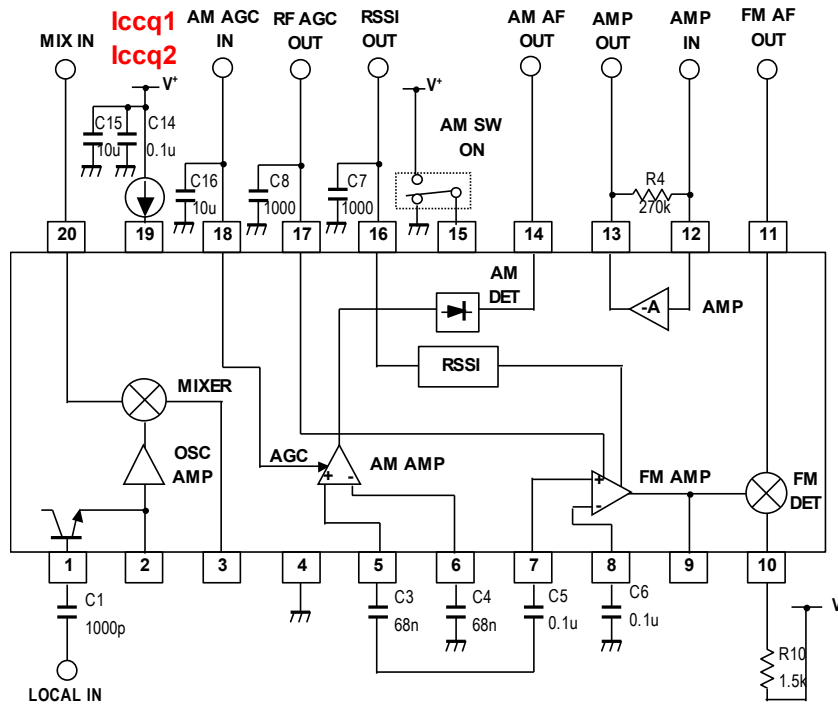 Iccq1
Iccq2
MIX IN
AM AGC
IN
RF AGC
OUT
RSSI
OUT
AM AF
OUT
AMP
OUT
AMP
IN
FM AF
OUT
V+
V+
C15
10u
C14
0.1u
C16
10u
C8
1000
C7
1000
AM SW
ON
R4
270k
20
19
18
17
16
15
14
13
12
11
AM
DET
-A
AMP
RSSI
MIXER
OSC
AMP
AGC
+
-
AM AMP
+
-
FM AMP
FM
DET
1
2
3
4
5
6
7
8
9
10
C1
1000p
C3
68n
C4
68n
C5
0.1u
C6
0.1u
R10
1.5k
LOCAL IN